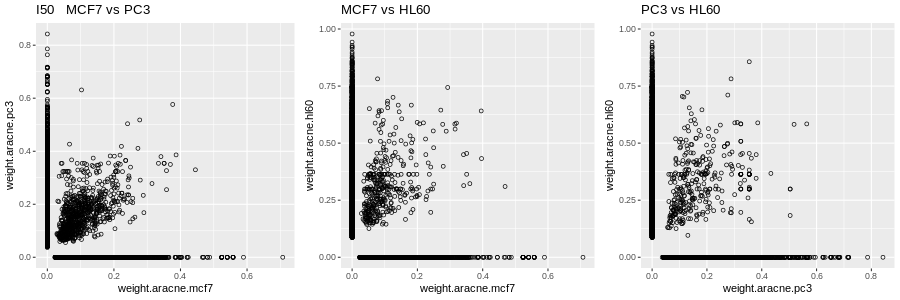 I50 MCF7 vs PC3
MCF7 vs HL60
PC3 vs HL60
weight.aracne.pc3
0.8
0.6
0.4
0.2
0.0
0.0 0.2 0.4 0.6
weight.aracne.mcf7
weight.aracne.hl60
1.00
0.75
0.50
0.25
0.00
0.0 0.2 0.4 0.6
weight.aracne.mcf7
weight.aracne.hl60
1.00
0.75
0.50
0.25
0.00
0.0 0.2 0.4 0.6 0.8
weight.aracne.pc3